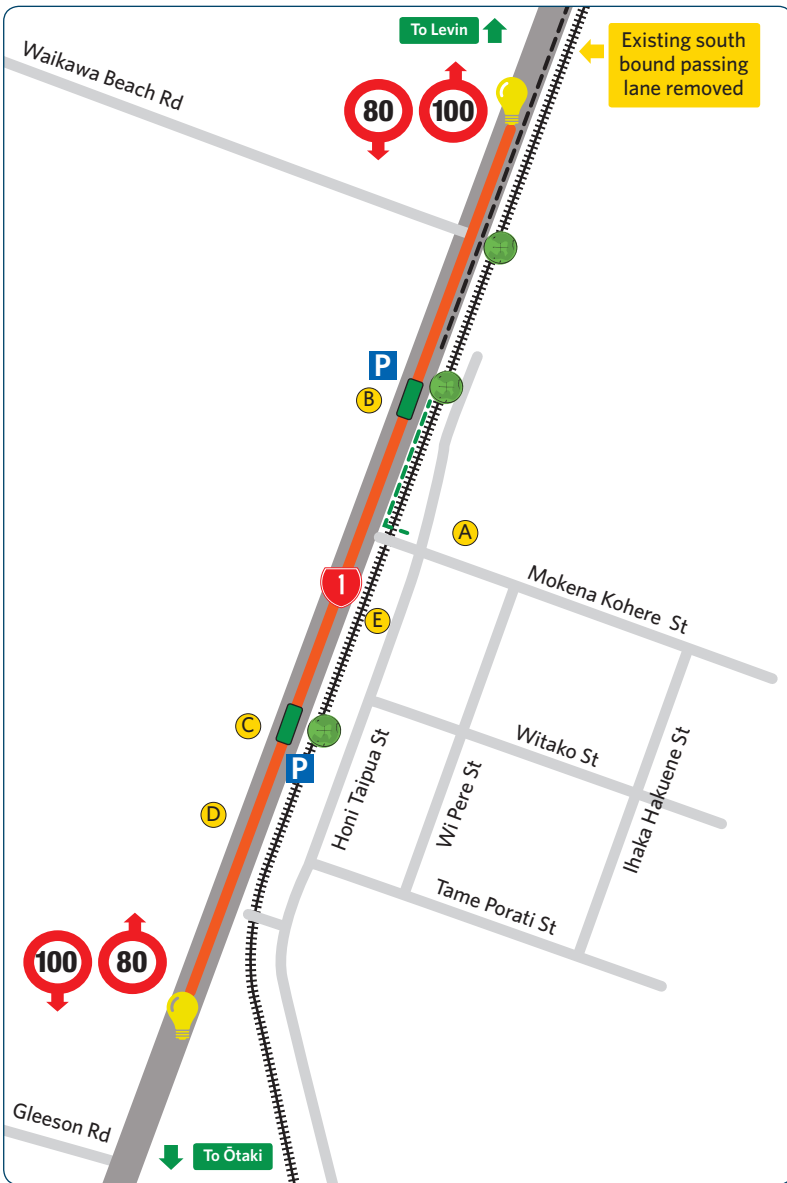 To Levin
Existing south
bound passing
lane removed
Waikawa Beach Rd
80
100
P
B
A
Mokena Kohere St
1
E
C
Witako St
P
Honi Taipua St
Wi Pere St
Ihaka Hakuene St
D
Tame Porati St
100
80
Gleeson Rd
To Ōtaki